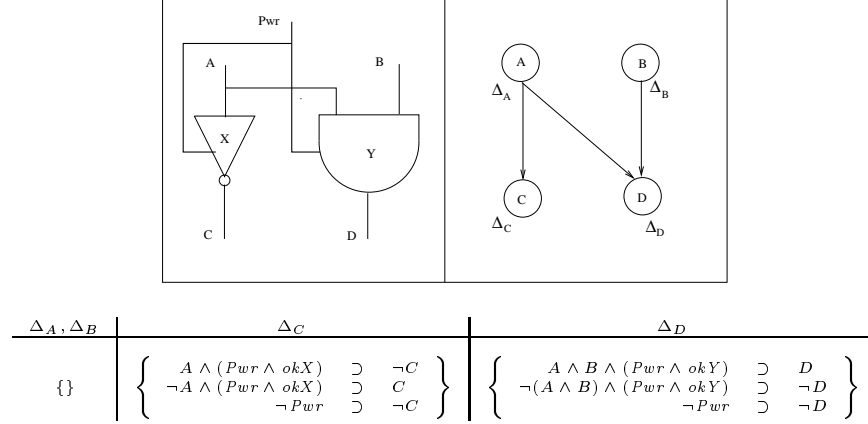 Pwr
A
B
X
Y
C
D
A
B
Δ_A
Δ_B
C
D
Δ_C
Δ_D
Δ_A , Δ_B Δ_C Δ_D
A ∧ (Pwr ∧ okX) ⊃ ¬C A ∧ B ∧ (Pwr ∧ okY) ⊃ D
{} ¬A ∧ (Pwr ∧ okX) ⊃ C ¬(A ∧ B) ∧ (Pwr ∧ okY) ⊃ ¬D
¬Pwr ⊃ ¬C ¬Pwr ⊃ ¬D